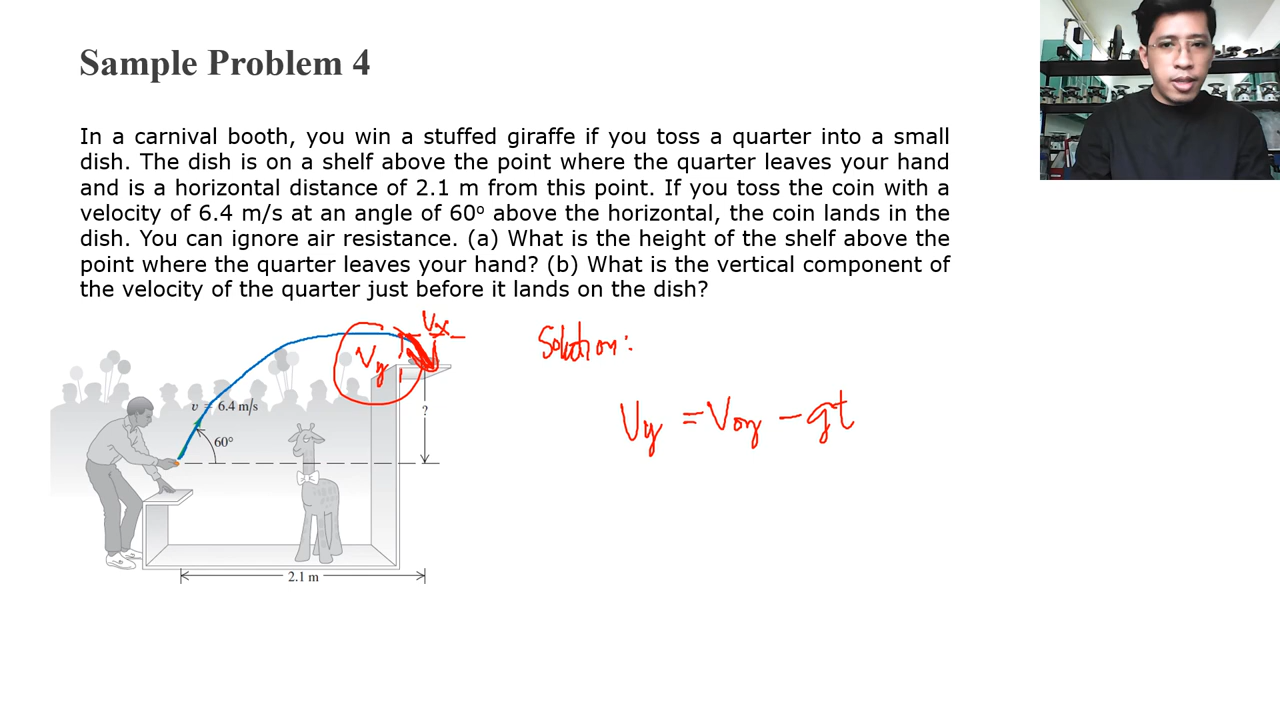 Sample Problem 4
In a carnival booth, you win a stuffed giraffe if you toss a quarter into a small
dish. The dish is on a shelf above the point where the quarter leaves your hand
and is a horizontal distance of 2.1 m from this point. If you toss the coin with a
velocity of 6.4 m/s at an angle of 60º above the horizontal, the coin lands in the
dish. You can ignore air resistance. (a) What is the height of the shelf above the
point where the quarter leaves your hand? (b) What is the vertical component of
the velocity of the quarter just before it lands on the dish?
Vx
Solution:
Vy
υ = 6.4 m/s
?
Vy = Voy - gt
60°
2.1 m